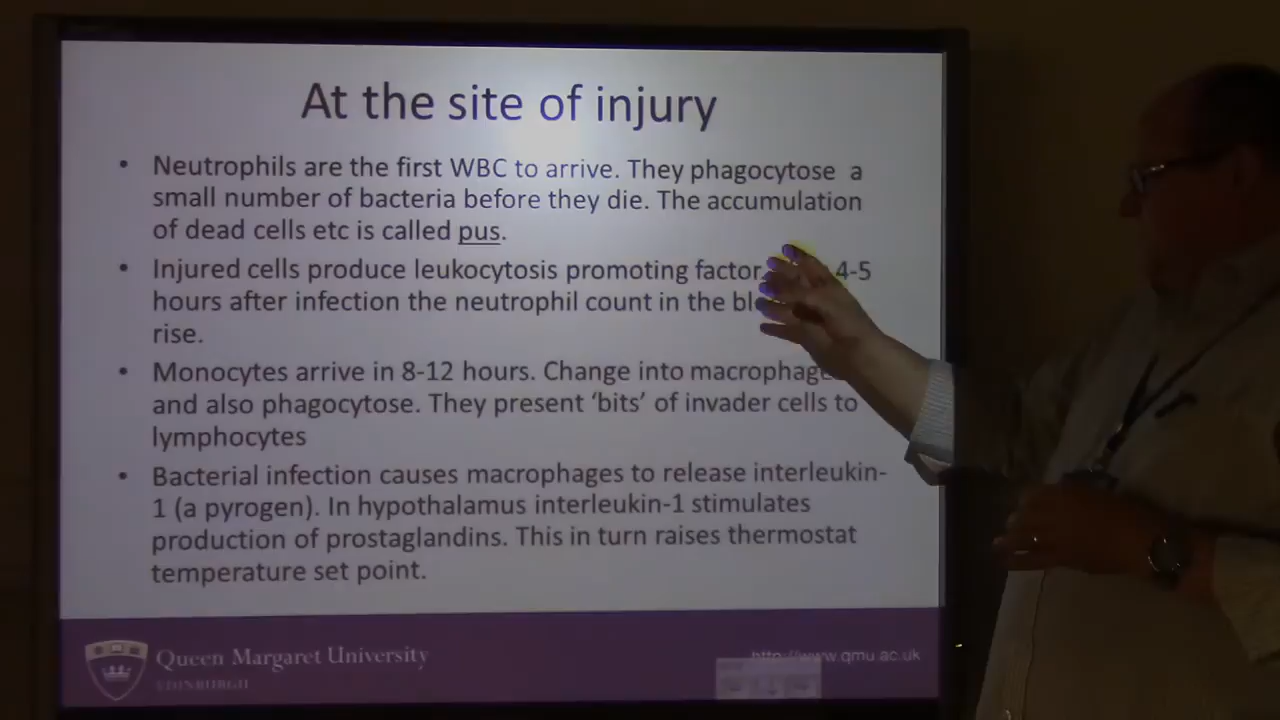 At the site of injury
• Neutrophils are the first WBC to arrive. They phagocytose a
small number of bacteria before they die. The accumulation
of dead cells etc is called pus.
• Injured cells produce leukocytosis promoting factor 4-5
hours after infection the neutrophil count in the
rise.
• Monocytes arrive in 8-12 hours. Change into macrophage
and also phagocytose. They present ‘bits’ of invader cells to
lymphocytes
• Bacterial infection causes macrophages to release interleukin-
1 (a pyrogen). In hypothalamus interleukin-1 stimulates
production of prostaglandins. This in turn raises thermostat
temperature set point.
Queen Margaret University
EDINBURGH
http://www.qmu.ac.uk